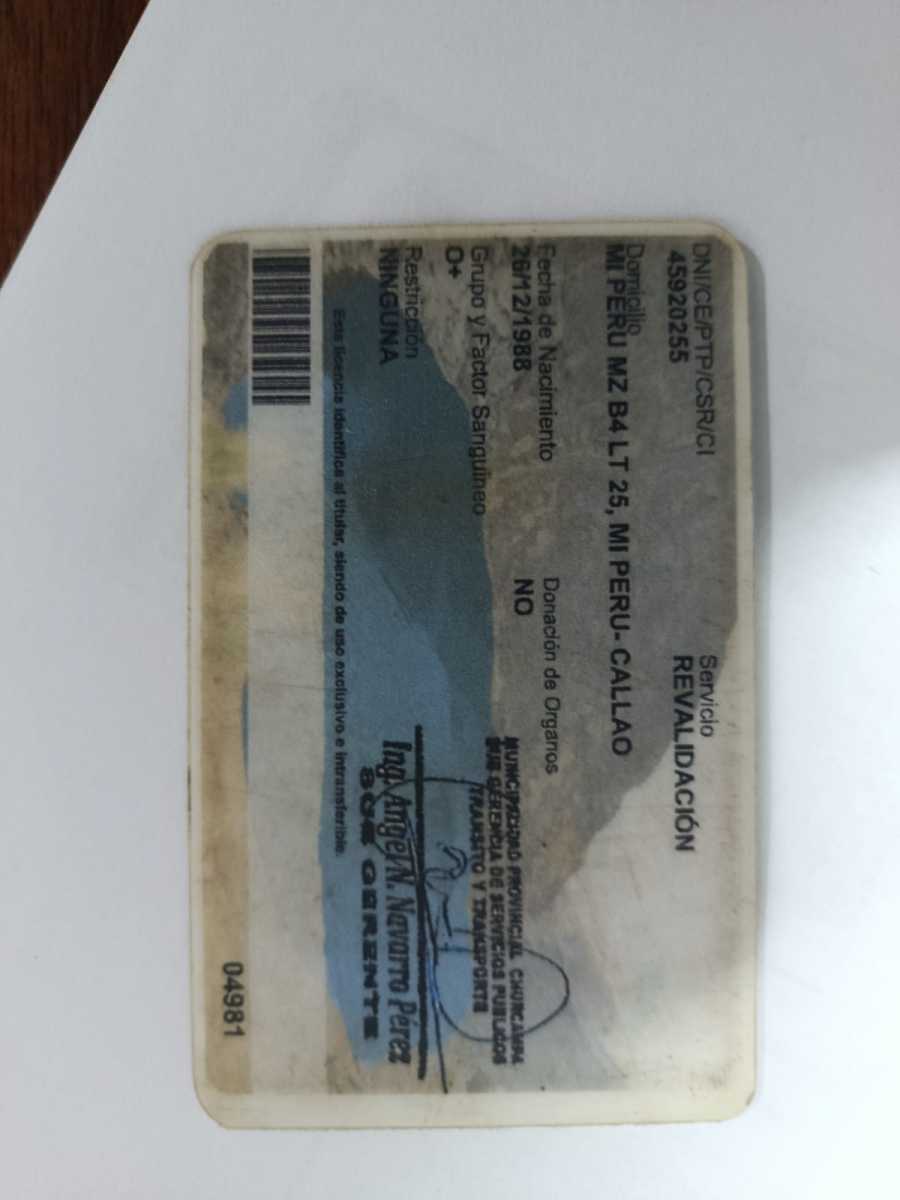 DNI/CE/PTP/CSR/CI
45920255
Servicio
REVALIDACIÓN
Domicilio
MI PERU MZ B4 LT 25, MI PERU- CALLAO
Fecha de Nacimiento
26/12/1988
Donación de Organos
NO
Grupo y Factor Sanguineo
O+
Restricción
NINGUNA
MUNICIPALIDAD PROVINCIAL CHURCAMPA
SUB GERENCIA DE SERVICIOS PUBLICOS
TRANSITO Y TRANSPORTE
Ing. Angel N. Navarro Pérez
SUB GERENTE
Esta licencia identifica al titular, siendo de uso exclusivo e intransferible.
04981